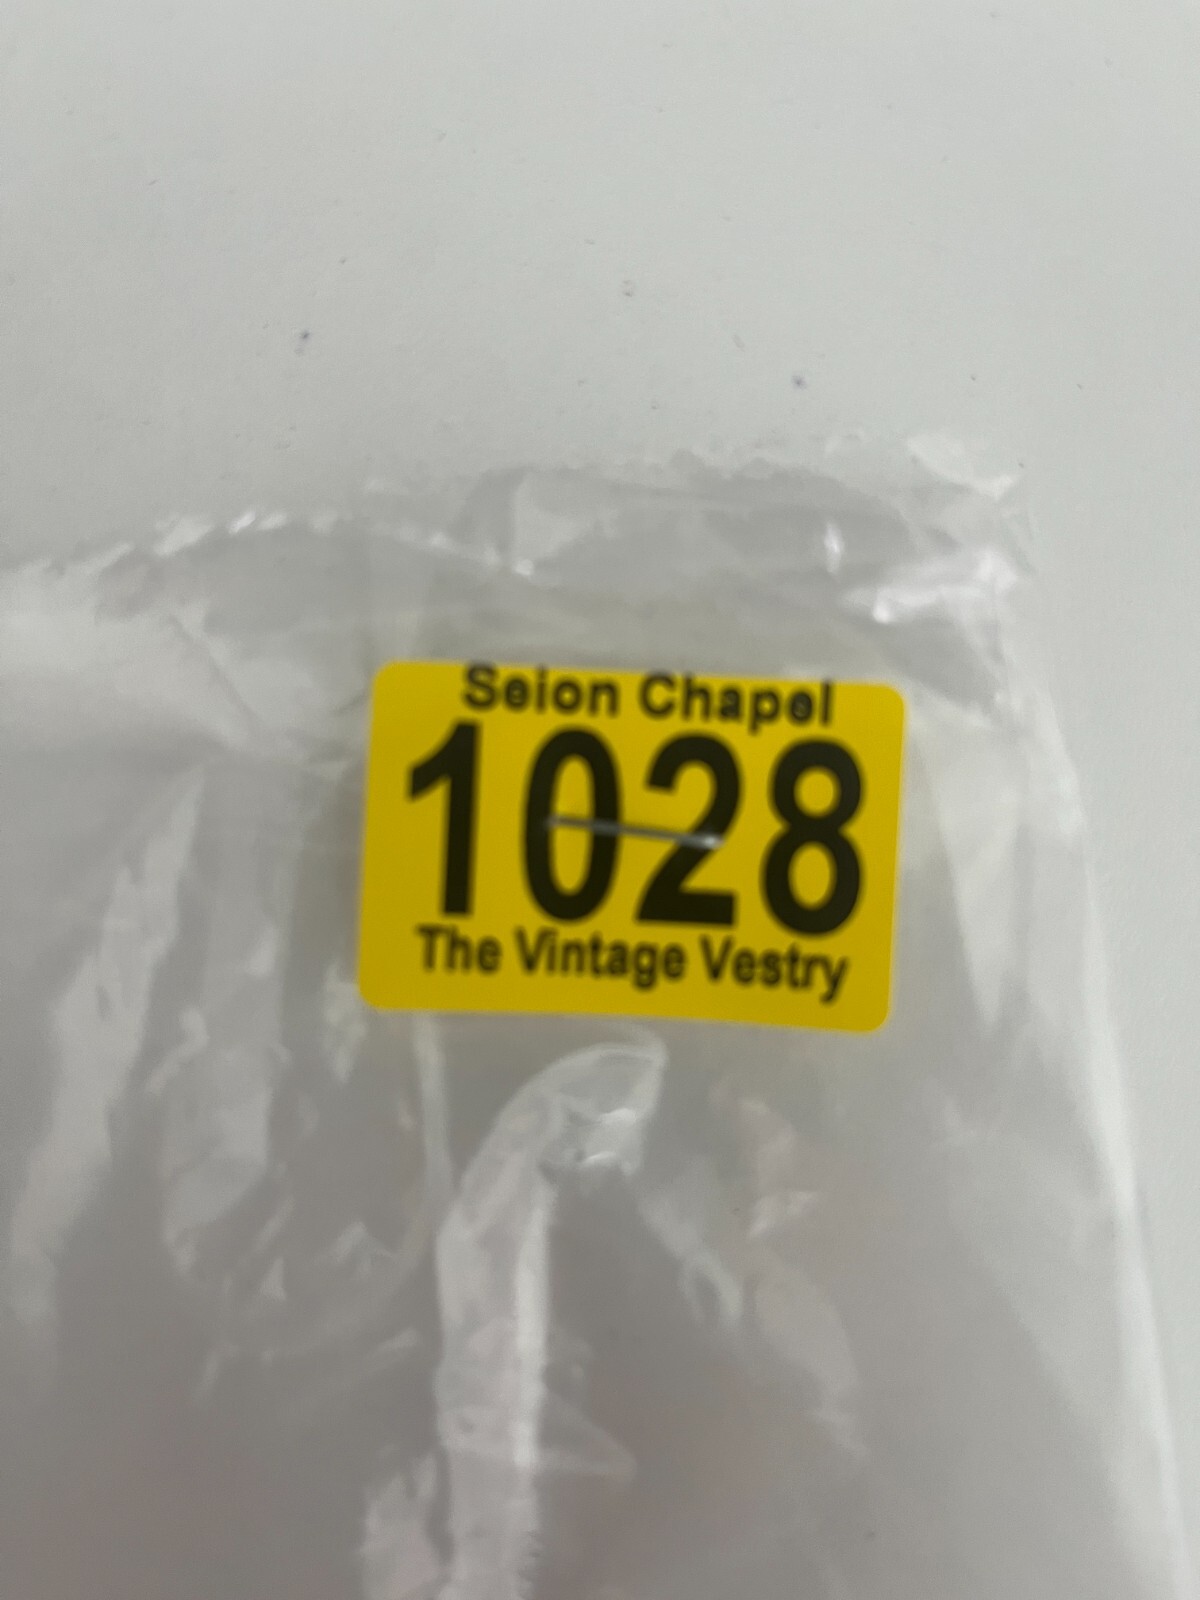 Seion Chapel
1028
The Vintage Vestry